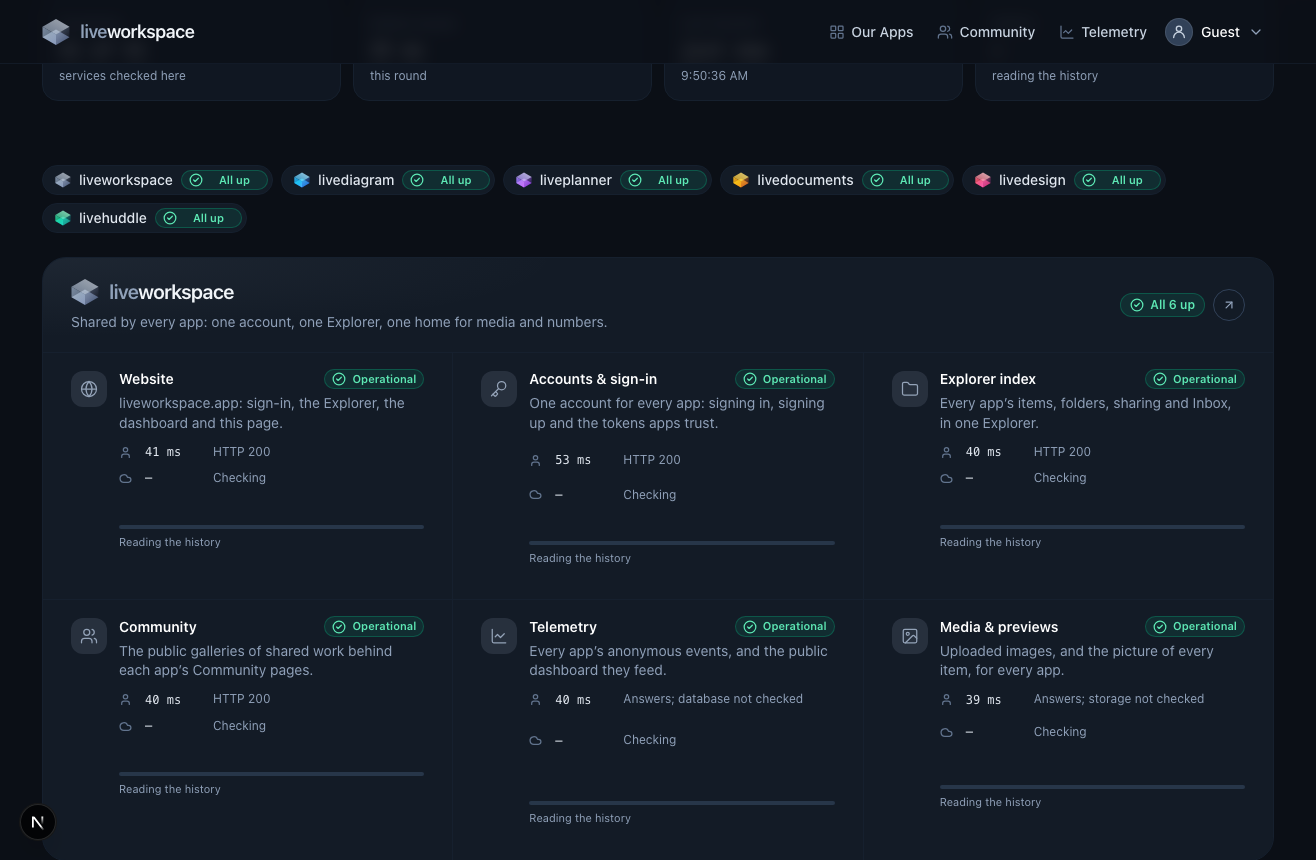 liveworkspace
Our Apps
Community
Telemetry
Guest
services checked here
this round
9:50:36 AM
reading the history
liveworkspace All up
livediagram All up
liveplanner All up
livedocuments All up
livedesign All up
livehuddle All up
liveworkspace
Shared by every app: one account, one Explorer, one home for media and numbers.
All 6 up
Website Operational
liveworkspace.app: sign-in, the Explorer, the
dashboard and this page.
41 ms HTTP 200
– Checking
Reading the history
Accounts & sign-in Operational
One account for every app: signing in, signing
up and the tokens apps trust.
53 ms HTTP 200
– Checking
Reading the history
Explorer index Operational
Every app’s items, folders, sharing and Inbox,
in one Explorer.
40 ms HTTP 200
– Checking
Reading the history
Community Operational
The public galleries of shared work behind
each app’s Community pages.
40 ms HTTP 200
– Checking
Reading the history
Telemetry Operational
Every app’s anonymous events, and the public
dashboard they feed.
40 ms Answers; database not checked
– Checking
Reading the history
Media & previews Operational
Uploaded images, and the picture of every
item, for every app.
39 ms Answers; storage not checked
– Checking
Reading the history
N